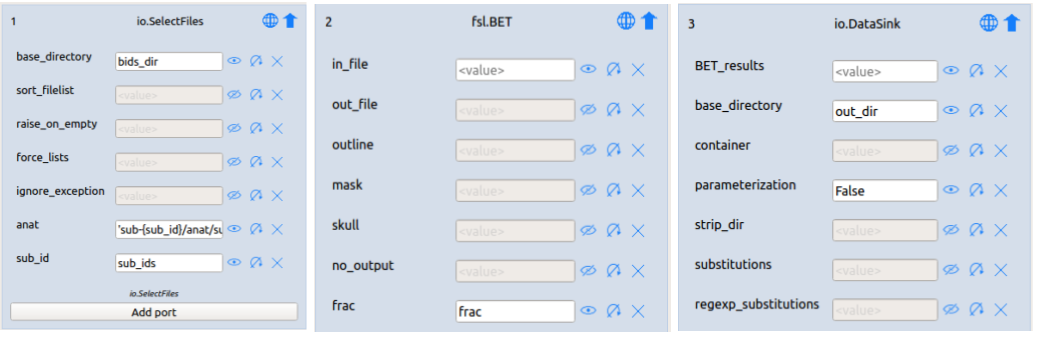 1 io.SelectFiles
base_directory bids_dir
sort_filelist <value>
raise_on_empty <value>
force_lists <value>
ignore_exception <value>
anat 'sub-{sub_id}/anat/su
sub_id sub_ids
io.SelectFiles
Add port
2 fsl.BET
in_file <value>
out_file <value>
outline <value>
mask <value>
skull <value>
no_output <value>
frac frac
3 io.DataSink
BET_results <value>
base_directory out_dir
container <value>
parameterization False
strip_dir <value>
substitutions <value>
regexp_substitutions <value>